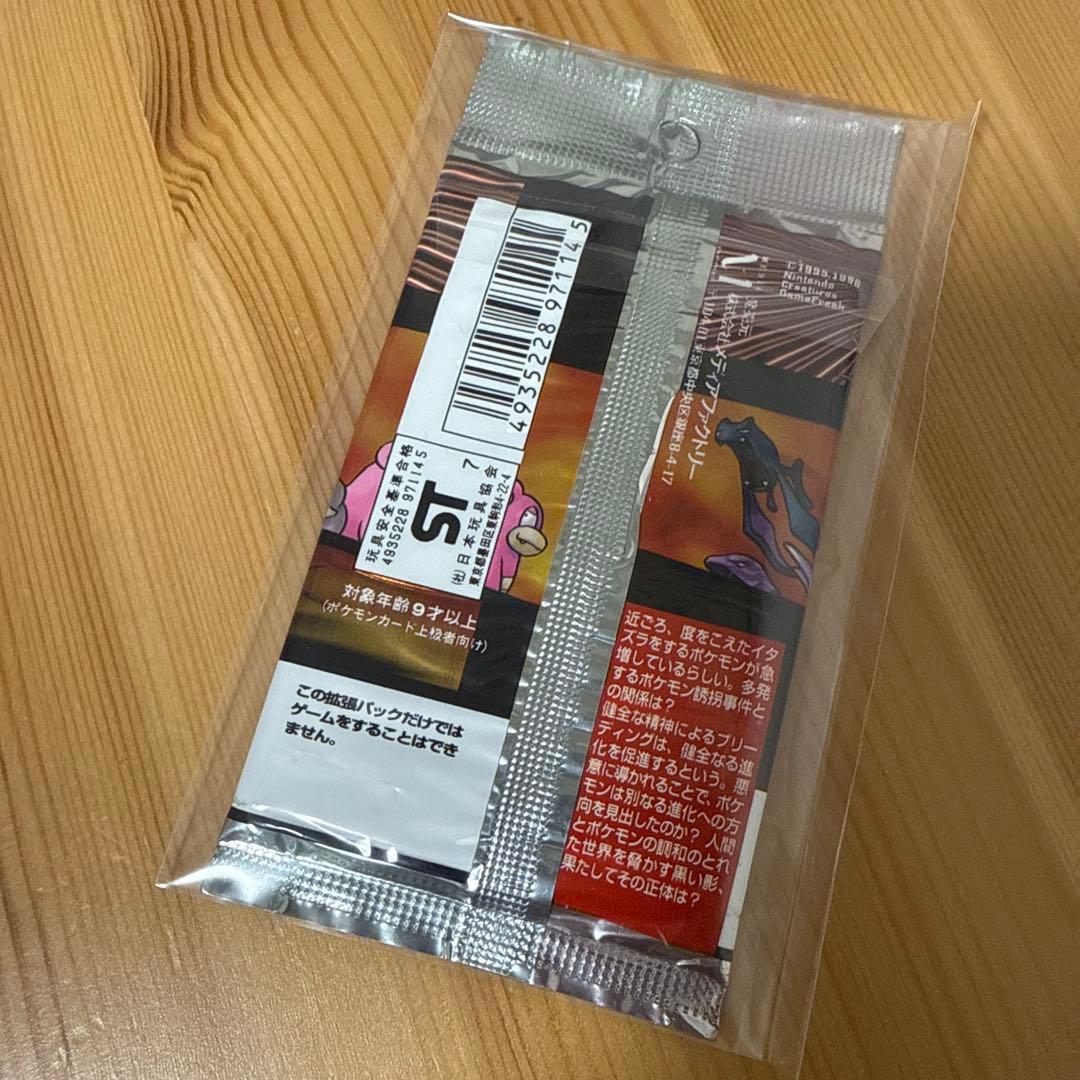 4935228 971145
玩具安全基準合格
4935228 971145
ST
7
(社)日本玩具協会
東京都墨田区東駒形4-22-4
対象年齢9才以上
(ポケモンカード上級者向け)
この拡張パックだけでは
ゲームをすることはでき
ません。
©1995,1996
Nintendo
Creatures
GameFreak
発売元
株式会社メディアファクトリー
東京都中央区銀座8-4-17
近ごろ、度をこえたイタ
ズラをするポケモンが急
増しているらしい。多発
するポケモン誘拐事件と
の関係は?
健全な精神によるブリー
ディングは、健全なる進
化を促進するという。悪
意に導かれることで、ポケ
モンは別なる進化への方
向を見出したのか? 人間
とポケモンの調和のとれ
た世界を脅かす黒い影、
果たしてその正体は?